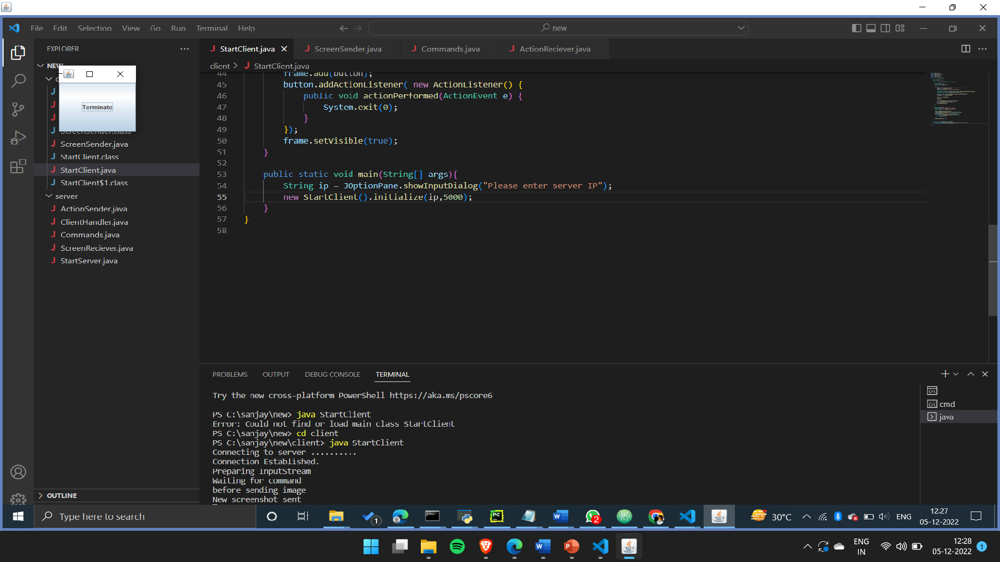 File Edit Selection View Go Run Terminal Help
new
EXPLORER
StartClient.java
ScreenSender.java
Commands.java
ActionReciever.java
client > StartClient.java
NEW
Terminate
ScreenSender.class
ScreenSender.java
StartClient.class
StartClient.java
StartClient$1.class
server
ActionSender.java
ClientHandler.java
Commands.java
ScreenReciever.java
StartServer.java
OUTLINE
44 frame.add(button);
45 button.addActionListener( new ActionListener() {
46 public void actionPerformed(ActionEvent e) {
47 System.exit(0);
48 }
49 });
50 frame.setVisible(true);
51 }
52
53 public static void main(String[] args){
54 String ip = JOptionPane.showInputDialog("Please enter server IP");
55 new StartClient().initialize(ip,5000);
56 }
57 }
58
PROBLEMS OUTPUT DEBUG CONSOLE TERMINAL
Try the new cross-platform PowerShell https://aka.ms/pscore6
PS C:\sanjay\new> java StartClient
Error: Could not find or load main class StartClient
PS C:\sanjay\new> cd client
PS C:\sanjay\new\client> java StartClient
Connecting to server ..........
Connection Established.
Preparing InputStream
Waiting for command
before sending image
New screenshot sent
cmd
java
Type here to search
1
PC
W
2
30°C
ENG
12:27
05-12-2022
W
P
ENG
IN
12:28
05-12-2022
1